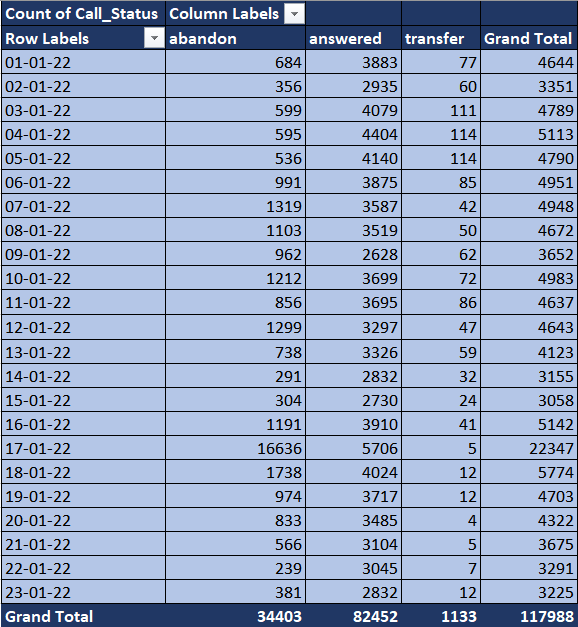 Count of Call_Status Column Labels
Row Labels abandon answered transfer Grand Total
01-01-22 684 3883 77 4644
02-01-22 356 2935 60 3351
03-01-22 599 4079 111 4789
04-01-22 595 4404 114 5113
05-01-22 536 4140 114 4790
06-01-22 991 3875 85 4951
07-01-22 1319 3587 42 4948
08-01-22 1103 3519 50 4672
09-01-22 962 2628 62 3652
10-01-22 1212 3699 72 4983
11-01-22 856 3695 86 4637
12-01-22 1299 3297 47 4643
13-01-22 738 3326 59 4123
14-01-22 291 2832 32 3155
15-01-22 304 2730 24 3058
16-01-22 1191 3910 41 5142
17-01-22 16636 5706 5 22347
18-01-22 1738 4024 12 5774
19-01-22 974 3717 12 4703
20-01-22 833 3485 4 4322
21-01-22 566 3104 5 3675
22-01-22 239 3045 7 3291
23-01-22 381 2832 12 3225
Grand Total 34403 82452 1133 117988